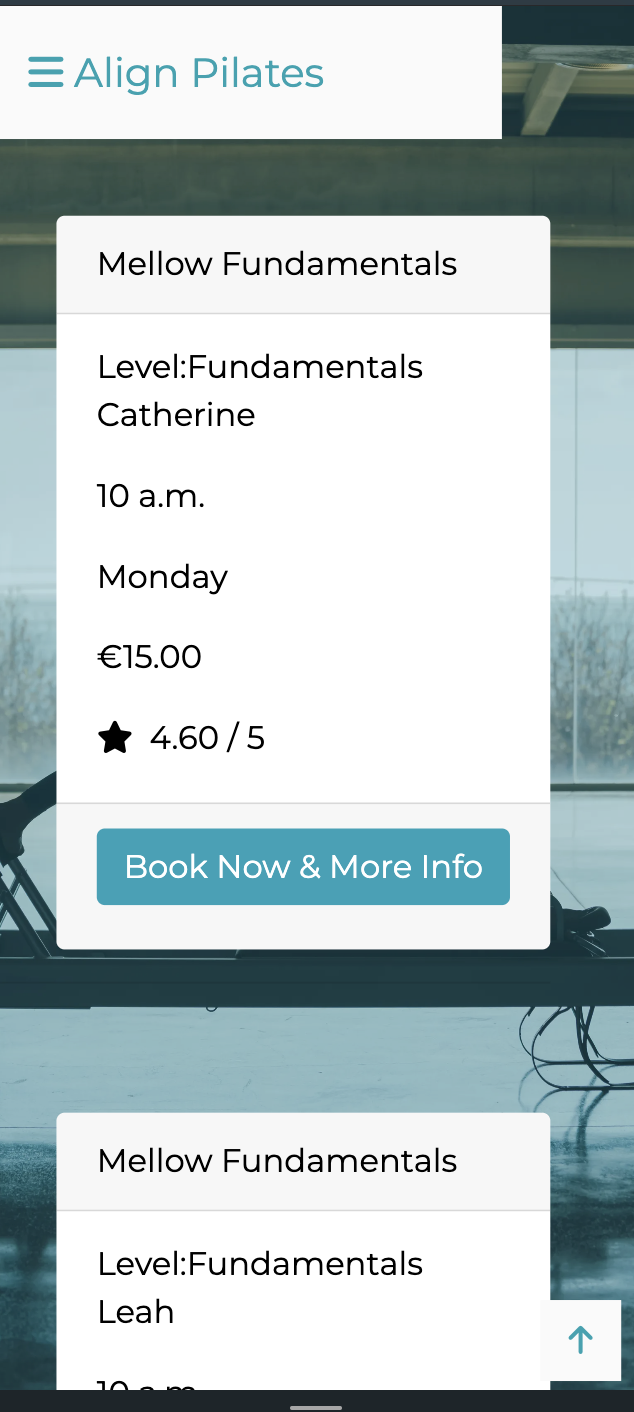 Align Pilates
Mellow Fundamentals
Level:Fundamentals
Catherine
10 a.m.
Monday
€15.00
4.60 / 5
Book Now & More Info
Mellow Fundamentals
Level:Fundamentals
Leah
10 a.m.